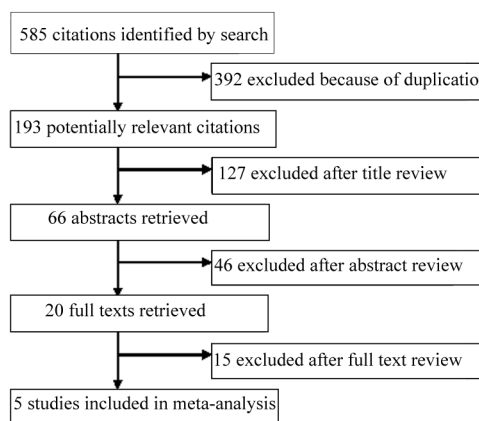 585 citations identified by search
392 excluded because of duplicatio
193 potentially relevant citations
127 excluded after title review
66 abstracts retrieved
46 excluded after abstract review
20 full texts retrieved
15 excluded after full text review
5 studies included in meta-analysis